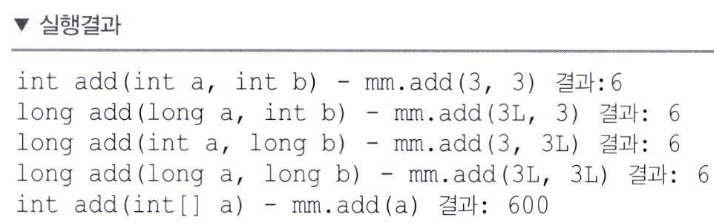 ▼ 실행결과
int add(int a, int b) - mm.add(3, 3) 결과:6
long add(long a, int b) - mm.add(3L, 3) 결과: 6
long add(int a, long b) - mm.add(3, 3L) 결과: 6
long add(long a, long b) - mm.add(3L, 3L) 결과: 6
int add(int[] a) - mm.add(a) 결과: 600